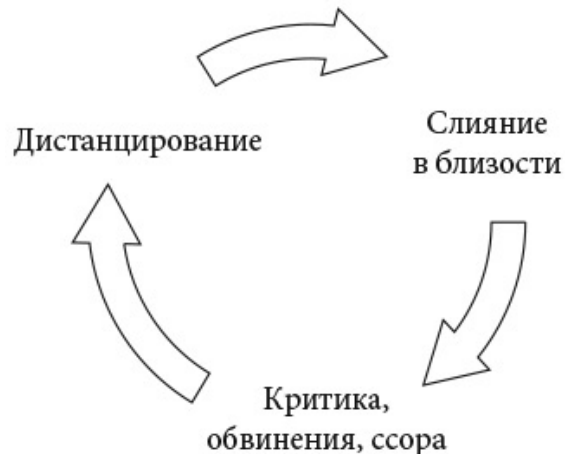 Дистанцирование
Слияние
в близости
Критика,
обвинения, ссора